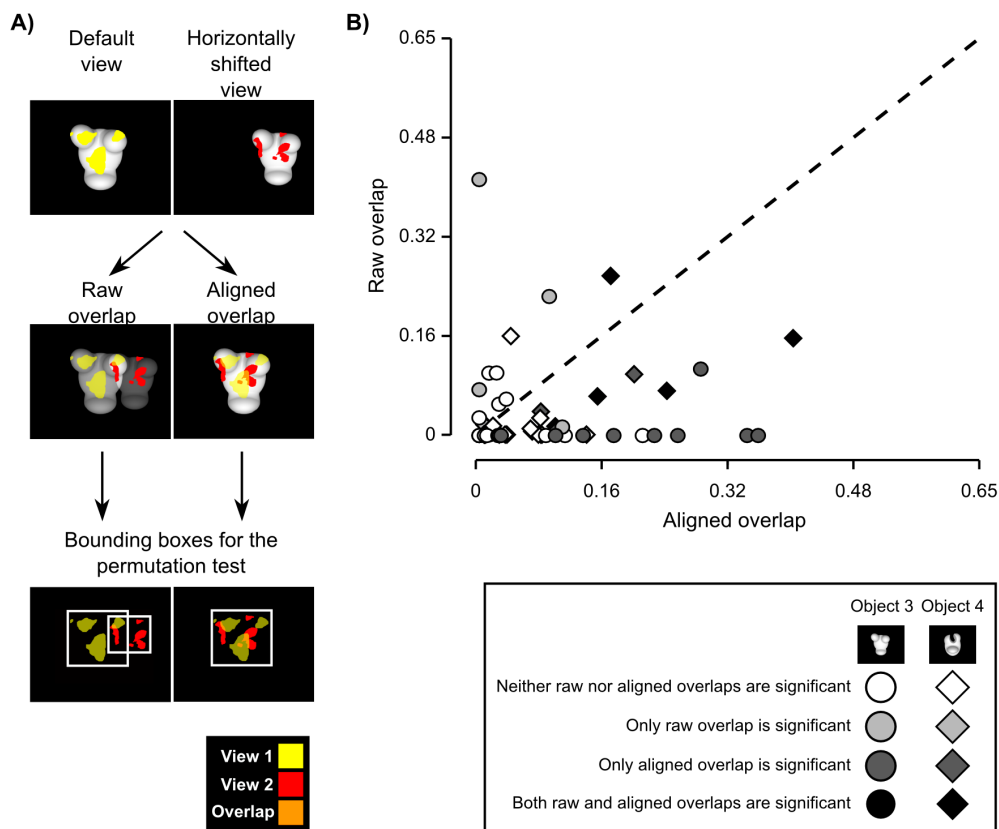 A)
Default
view
Horizontally
shifted
view
Raw
overlap
Aligned
overlap
Bounding boxes for the
permutation test
View 1
View 2
Overlap
B)
Raw overlap
0.65
0.48
0.32
0.16
0
0 0.16 0.32 0.48 0.65
Aligned overlap
Object 3 Object 4
Neither raw nor aligned overlaps are significant
Only raw overlap is significant
Only aligned overlap is significant
Both raw and aligned overlaps are significant